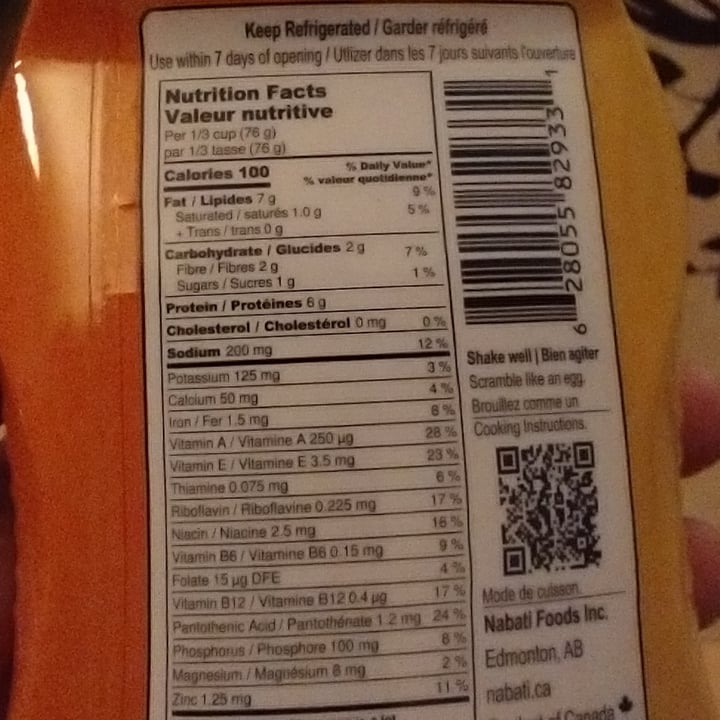 Keep Refrigerated / Garder réfrigéré
Use within 7 days of opening / Utilizer dans les 7 jours suivants l'ouverture
Nutrition Facts
Valeur nutritive
Per 1/3 cup (76 g)
par 1/3 tasse (76 g)
Calories 100
% Daily Value*
% valeur quotidienne*
Fat / Lipides 7 g 9 %
Saturated / saturés 1.0 g 5 %
+ Trans / trans 0 g
Carbohydrate / Glucides 2 g
Fibre / Fibres 2 g 7 %
Sugars / Sucres 1 g 1 %
Protein / Protéines 6 g
Cholesterol / Cholestérol 0 mg 0 %
Sodium 200 mg 12 %
Potassium 125 mg 3 %
Calcium 50 mg 4 %
Iron / Fer 1.5 mg 8 %
Vitamin A / Vitamine A 250 µg 28 %
Vitamin E / Vitamine E 3.5 mg 23 %
Thiamine 0.075 mg 6 %
Riboflavin / Riboflavine 0.225 mg 17 %
Niacin / Niacine 2.5 mg 16 %
Vitamin B6 / Vitamine B6 0.15 mg 9 %
Folate 15 µg DFE 4 %
Vitamin B12 / Vitamine B12 0.4 µg 17 %
Pantothenic Acid / Pantothénate 1.2 mg 24 %
Phosphorus / Phosphore 100 mg 8 %
Magnesium / Magnésium 8 mg 2 %
Zinc 1.25 mg 11 %
6 28055 82933 1
Shake well | Bien agiter
Scramble like an egg.
Brouillez comme un
Cooking Instructions.
Mode de cuisson.
Nabati Foods Inc.
Edmonton, AB
nabati.ca
of Canada